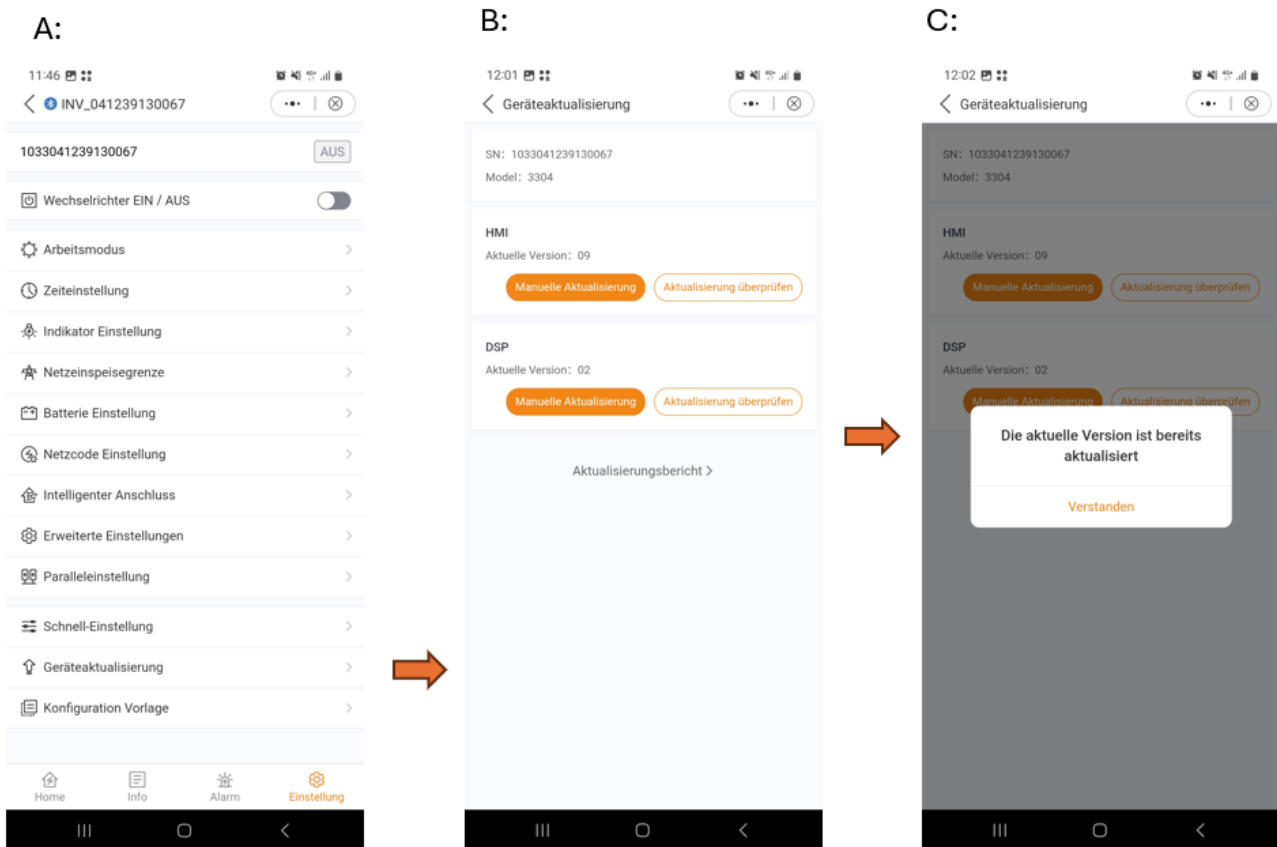 A:
11:46
INV_041239130067
1033041239130067
AUS
Wechselrichter EIN / AUS
Arbeitsmodus
Zeiteinstellung
Indikator Einstellung
Netzeinspeisegrenze
Batterie Einstellung
Netzcode Einstellung
Intelligenter Anschluss
Erweiterte Einstellungen
Paralleleinstellung
Schnell-Einstellung
Geräteaktualisierung
Konfiguration Vorlage
Home Info Alarm Einstellung
B:
12:01
Geräteaktualisierung
SN: 1033041239130067
Model: 3304
HMI
Aktuelle Version: 09
Manuelle Aktualisierung Aktualisierung überprüfen
DSP
Aktuelle Version: 02
Manuelle Aktualisierung Aktualisierung überprüfen
Aktualisierungsbericht >
C:
12:02
Geräteaktualisierung
SN: 1033041239130067
Model: 3304
HMI
Aktuelle Version: 09
Manuelle Aktualisierung Aktualisierung überprüfen
DSP
Aktuelle Version: 02
Manuelle Aktualisierung Aktualisierung überprüfen
Die aktuelle Version ist bereits
aktualisiert
Verstanden